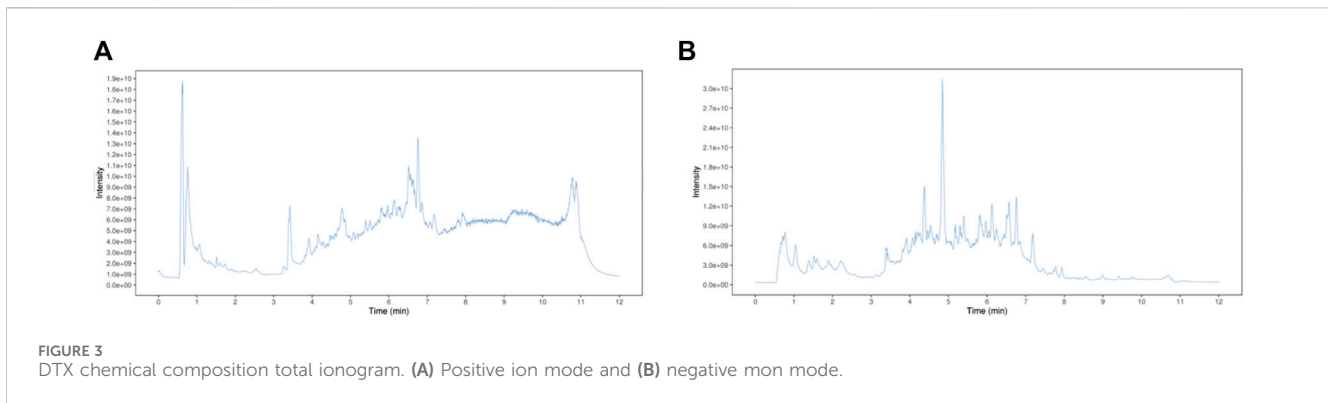 A
B
1.9e+10
1.8e+10
1.7e+10
1.6e+10
1.5e+10
1.4e+10
1.3e+10
1.2e+10
1.1e+10
1.0e+10
9.0e+09
8.0e+09
7.0e+09
6.0e+09
5.0e+09
4.0e+09
3.0e+09
2.0e+09
1.0e+09
0.0e+00
Intensity
0 1 2 3 4 5 6 7 8 9 10 11 12
Time (min)
3.0e+10
2.7e+10
2.4e+10
2.1e+10
1.8e+10
1.5e+10
1.2e+10
9.0e+09
6.0e+09
3.0e+09
0.0e+00
Intensity
0 1 2 3 4 5 6 7 8 9 10 11 12
Time (min)
FIGURE 3
DTX chemical composition total ionogram. (A) Positive ion mode and (B) negative mon mode.